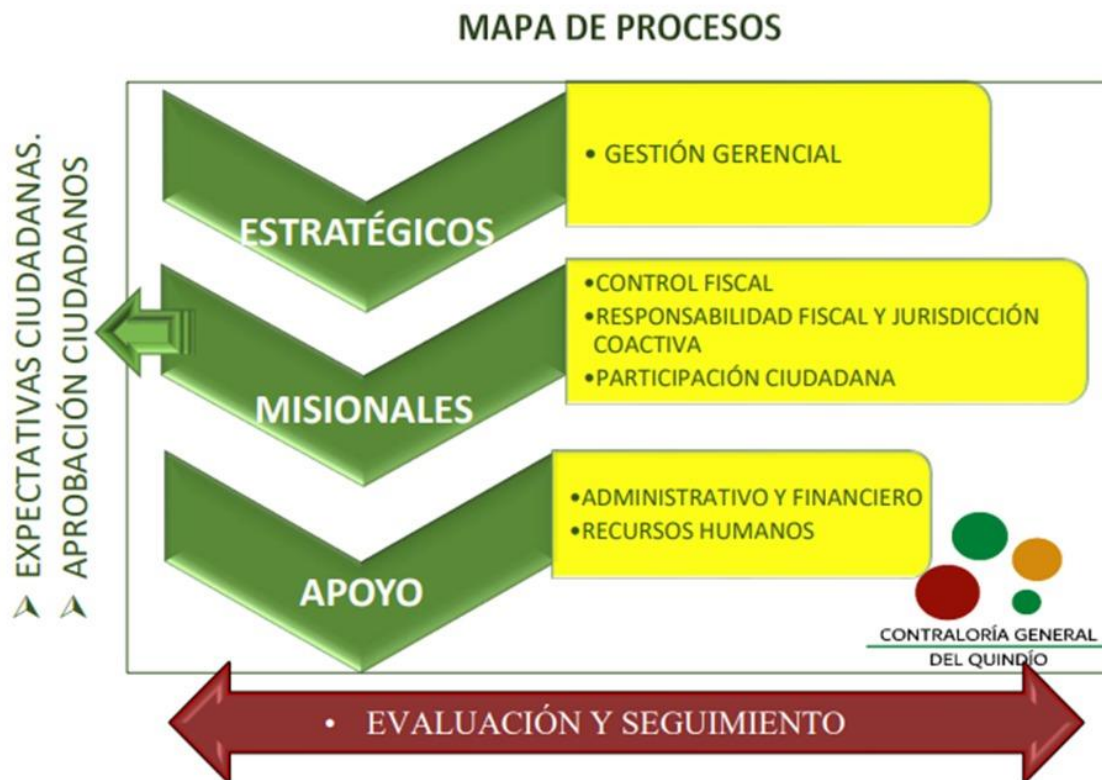 MAPA DE PROCESOS
➢ EXPECTATIVAS CIUDADANAS.
➢ APROBACIÓN CIUDADANOS
ESTRATÉGICOS
• GESTIÓN GERENCIAL
MISIONALES
•CONTROL FISCAL
•RESPONSABILIDAD FISCAL Y JURISDICCIÓN
COACTIVA
•PARTICIPACIÓN CIUDADANA
APOYO
•ADMINISTRATIVO Y FINANCIERO
•RECURSOS HUMANOS
CONTRALORÍA GENERAL
DEL QUINDÍO
• EVALUACIÓN Y SEGUIMIENTO